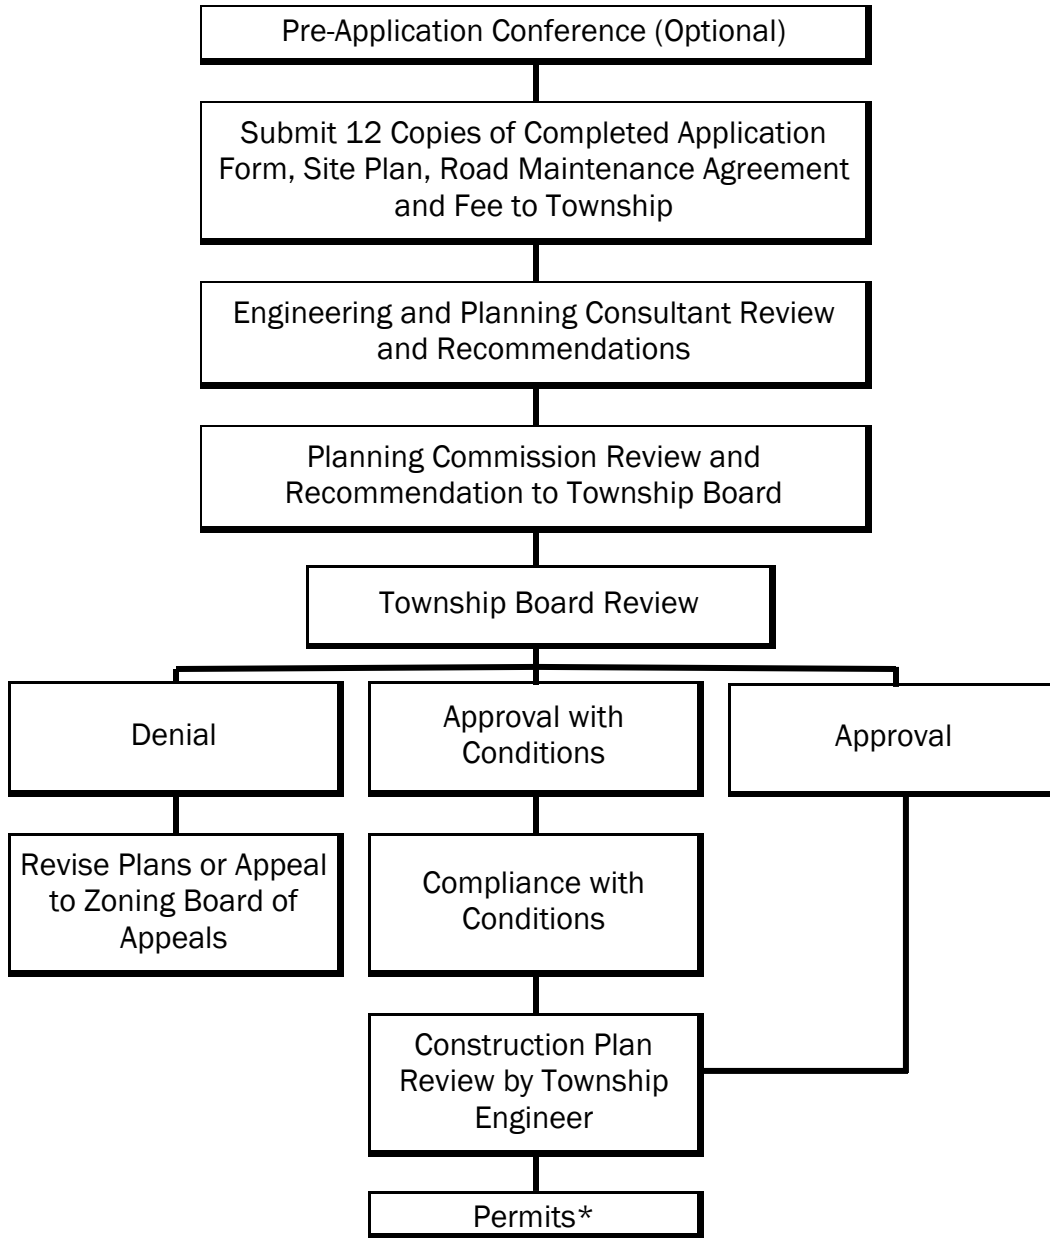 Pre-Application Conference (Optional)
Submit 12 Copies of Completed Application
Form, Site Plan, Road Maintenance Agreement
and Fee to Township
Engineering and Planning Consultant Review
and Recommendations
Planning Commission Review and
Recommendation to Township Board
Township Board Review
Denial
Approval with
Conditions
Approval
Revise Plans or Appeal
to Zoning Board of
Appeals
Compliance with
Conditions
Construction Plan
Review by Township
Engineer
Permits*